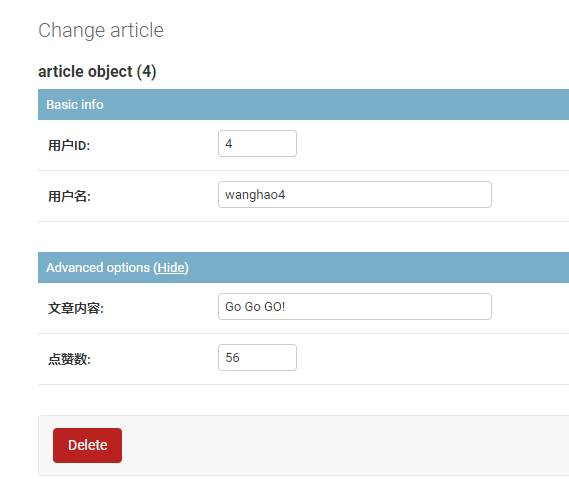 Change article
article object (4)
Basic info
用户ID: 4
用户名: wanghao4
Advanced options (Hide)
文章内容: Go Go GO!
点赞数: 56
Delete